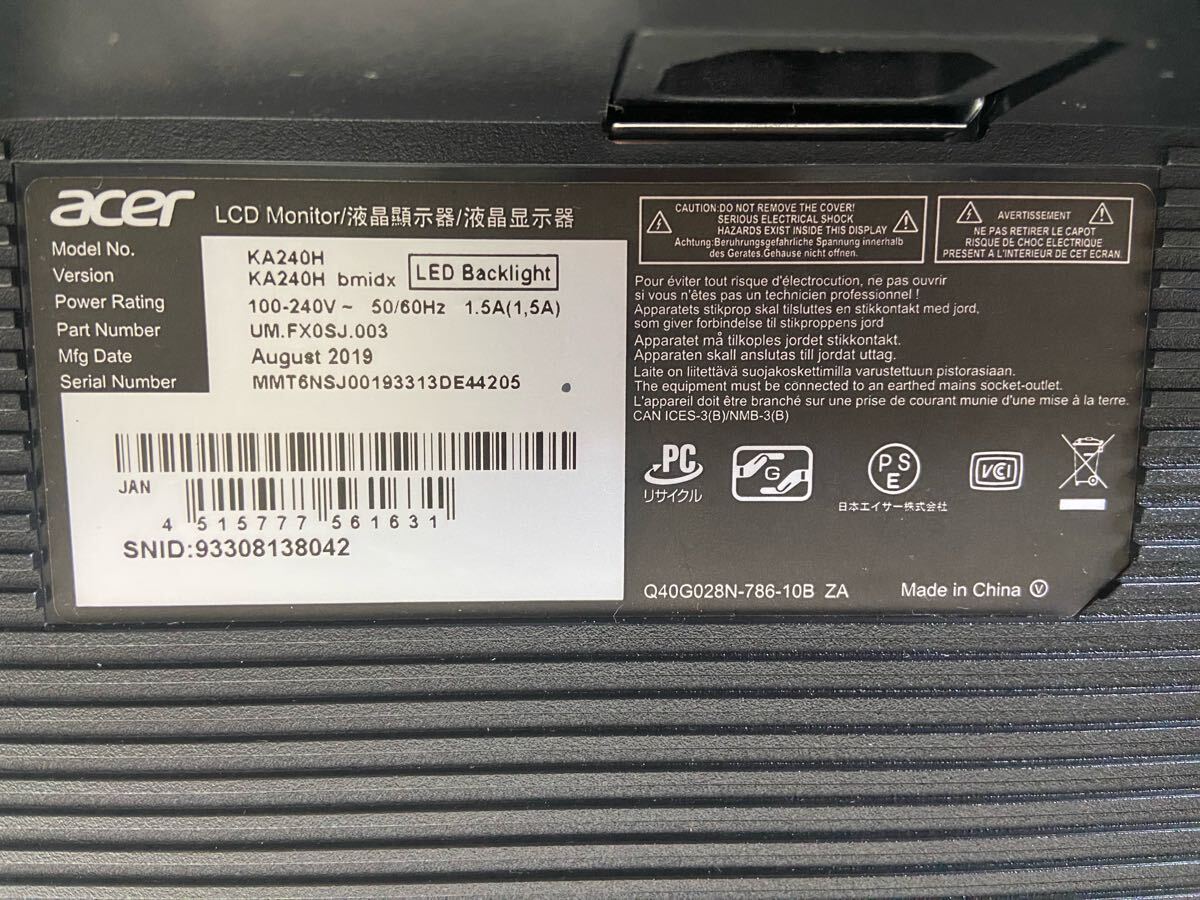 acer
LCD Monitor/液晶顯示器/液晶显示器
Model No. KA240H
Version KA240H bmidx LED Backlight
Power Rating 100-240V ~ 50/60Hz 1.5A(1,5A)
Part Number UM.FX0SJ.003
Mfg Date August 2019
Serial Number MMT6NSJ00193313DE44205
JAN
4 515777 561631
SNID:93308138042
CAUTION:DO NOT REMOVE THE COVER!
SERIOUS ELECTRICAL SHOCK
HAZARDS EXIST INSIDE THIS DISPLAY
Achtung:Beruhrungsgefahrliche Spannung innerhalb
des Gerates.Gehause nicht offnen.
AVERTISSEMENT
NE PAS RETIRER LE CAPOT
RISQUE DE CHOC ELECTRIQUE
PRESENT A L'INTERIEUR DE CET ECRAN.
Pour éviter tout risque d'électrocution, ne pas ouvrir
si vous n'êtes pas un technicien professionnel !
Apparatets stikprop skal tilsluttes en stikkontakt med jord,
som giver forbindelse til stikproppens jord
Apparatet må tilkoples jordet stikkontakt.
Apparaten skall anslutas till jordat uttag.
Laite on liitettävä suojakoskettimilla varustettuun pistorasiaan.
The equipment must be connected to an earthed mains socket-outlet.
L'appareil doit être branché sur une prise de courant munie d'une mise à la terre.
CAN ICES-3(B)/NMB-3(B)
PC
リサイクル
G
PSE
日本エイサー株式会社
VCI
Q40G028N-786-10B ZA
Made in China Ⓥ